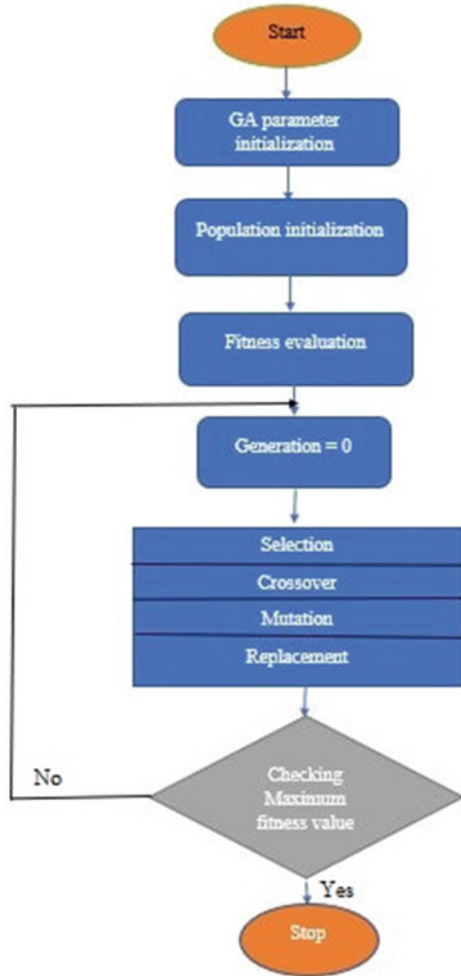 Start
GA parameter
initialization
Population initialization
Fitness evaluation
Generation = 0
Selection
Crossover
Mutation
Replacement
Checking
Maximium
fitness value
No
Yes
Stop